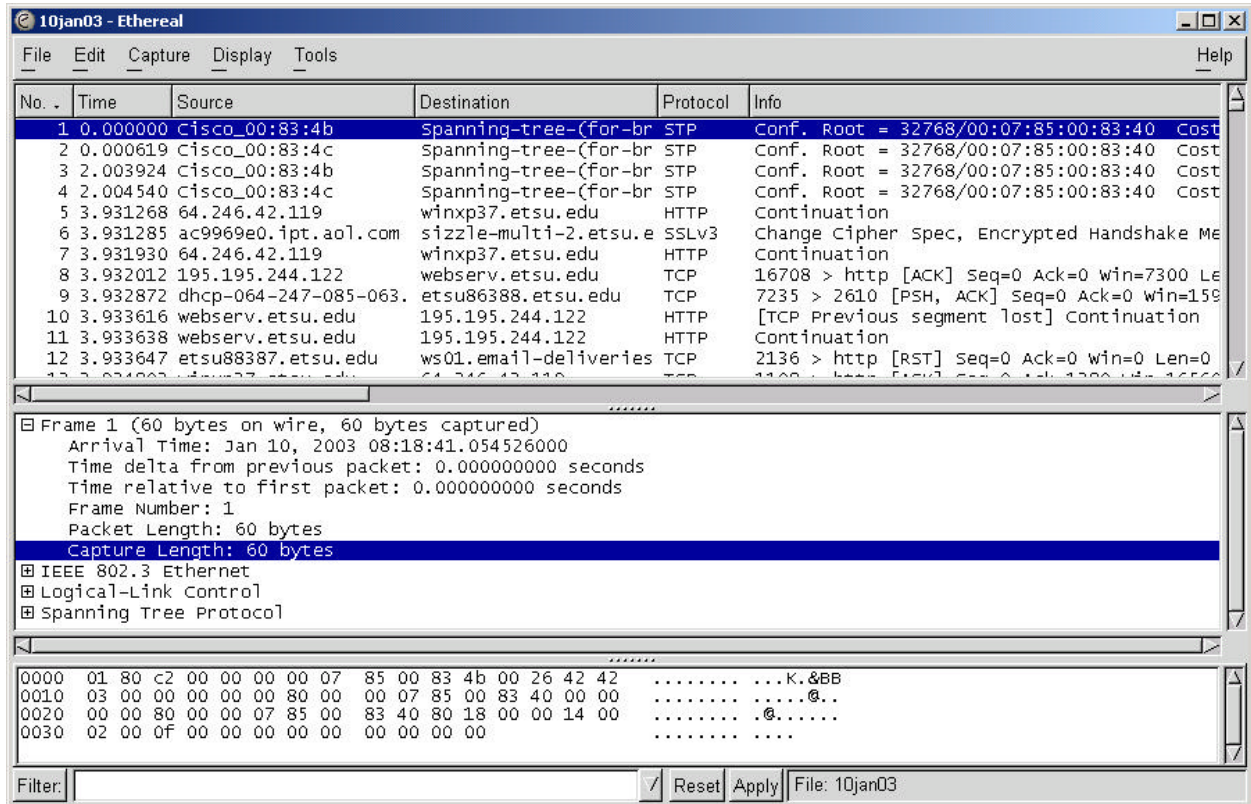 10jan03 - Ethereal
File Edit Capture Display Tools Help
No. . Time Source Destination Protocol Info
1 0.000000 Cisco_00:83:4b Spanning-tree-(for-br STP Conf. Root = 32768/00:07:85:00:83:40 Cost
2 0.000619 Cisco_00:83:4c Spanning-tree-(for-br STP Conf. Root = 32768/00:07:85:00:83:40 Cost
3 2.003924 Cisco_00:83:4b Spanning-tree-(for-br STP Conf. Root = 32768/00:07:85:00:83:40 Cost
4 2.004540 Cisco_00:83:4c Spanning-tree-(for-br STP Conf. Root = 32768/00:07:85:00:83:40 Cost
5 3.931268 64.246.42.119 winxp37.etsu.edu HTTP Continuation
6 3.931285 ac9969e0.ipt.aol.com sizzle-multi-2.etsu.e SSLv3 Change Cipher Spec, Encrypted Handshake Me
7 3.931930 64.246.42.119 winxp37.etsu.edu HTTP Continuation
8 3.932012 195.195.244.122 webserv.etsu.edu TCP 16708 > http [ACK] Seq=0 Ack=0 Win=7300 Le
9 3.932872 dhcp-064-247-085-063. etsu86388.etsu.edu TCP 7235 > 2610 [PSH, ACK] Seq=0 Ack=0 Win=159
10 3.933616 webserv.etsu.edu 195.195.244.122 HTTP [TCP Previous segment lost] Continuation
11 3.933638 webserv.etsu.edu 195.195.244.122 HTTP Continuation
12 3.933647 etsu88387.etsu.edu ws01.email-deliveries TCP 2136 > http [RST] Seq=0 Ack=0 Win=0 Len=0
Frame 1 (60 bytes on wire, 60 bytes captured)
Arrival Time: Jan 10, 2003 08:18:41.054526000
Time delta from previous packet: 0.000000000 seconds
Time relative to first packet: 0.000000000 seconds
Frame Number: 1
Packet Length: 60 bytes
Capture Length: 60 bytes
IEEE 802.3 Ethernet
Logical-Link Control
Spanning Tree Protocol
0000 01 80 c2 00 00 00 00 07 85 00 83 4b 00 26 42 42 ........ ...K.&BB
0010 03 00 00 00 00 00 80 00 00 07 85 00 83 40 00 00 ........ .....@..
0020 00 00 80 00 00 07 85 00 83 40 80 18 00 00 14 00 ........ .@......
0030 02 00 0f 00 00 00 00 00 00 00 00 00 ........ ....
Filter: Reset Apply File: 10jan03